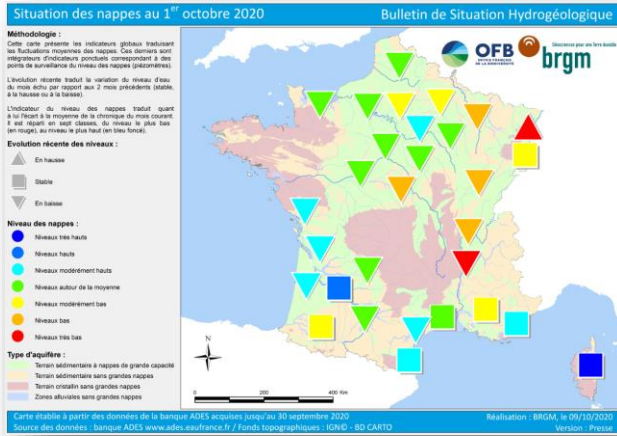 Situation des nappes au 1er octobre 2020
Bulletin de Situation Hydrogéologique
Méthodologie :
Cette carte présente les indicateurs globaux traduisant
les fluctuations moyennes des nappes. Ces derniers sont
intégrateurs d'indicateurs ponctuels correspondant à des
points de surveillance du niveau des nappes (piézomètres).
L'évolution récente traduit la variation du niveau d'eau
du mois échu par rapport aux 2 mois précédents (stable,
à la hausse ou à la baisse).
L'indicateur du niveau des nappes traduit quant
à lui l'écart à la moyenne de la chronique du mois courant.
Il est réparti en sept classes, du niveau le plus bas
(en rouge), au niveau le plus haut (en bleu foncé).
Evolution récente des niveaux :
En hausse
Stable
En baisse
Niveau des nappes :
Niveaux très hauts
Niveaux hauts
Niveaux modérément hauts
Niveaux autour de la moyenne
Niveaux modérément bas
Niveaux bas
Niveaux très bas
Type d'aquifère :
Terrain sédimentaire à nappes de grande capacité
Terrain sédimentaire sans grandes nappes
Terrain cristallin sans grandes nappes
Zones alluviales sans grandes nappes
OFB
OFFICE FRANÇAIS
DE LA BIODIVERSITÉ
Géosciences pour une Terre durable
brgm
N
0 200 400 Km
Carte établie à partir des données de la banque ADES acquises jusqu'au 30 septembre 2020
Réalisation : BRGM, le 09/10/2020
Source des données : banque ADES www.ades.eaufrance.fr / Fonds topographiques : IGN© - BD CARTO
Version : Presse